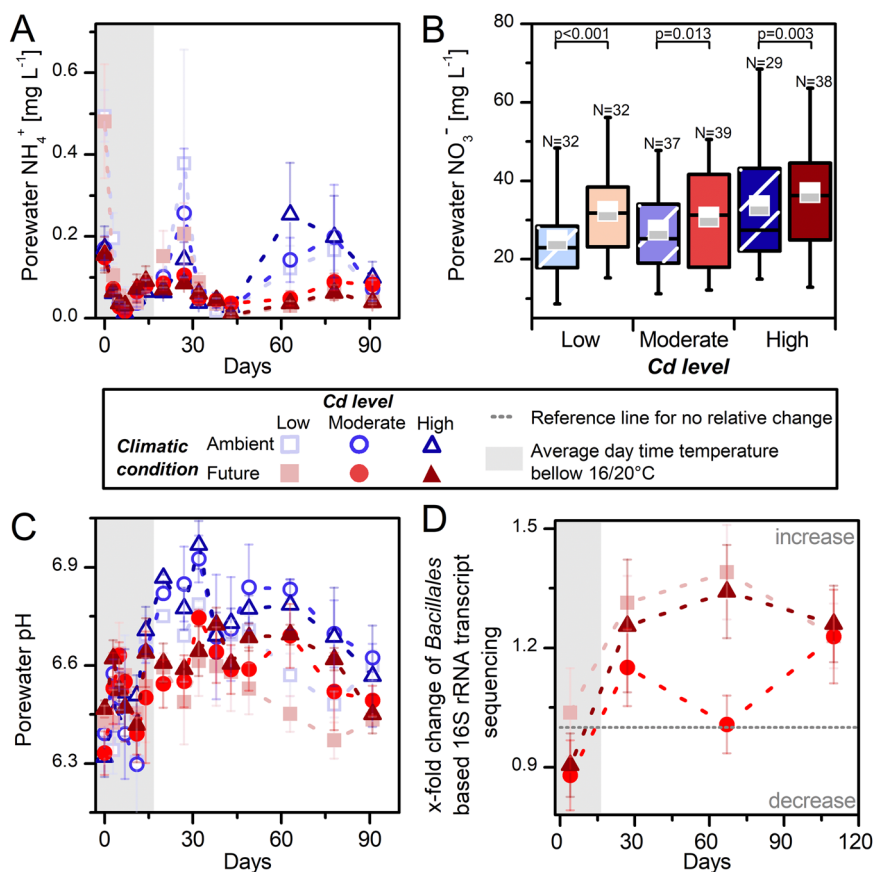 A
Porewater NH₄⁺ [mg L⁻¹]
0.6
0.4
0.2
0.0
0
30
60
90
Days
B
Porewater NO₃⁻ [mg L⁻¹]
80
60
40
20
p<0.001
p=0.013
p=0.003
N=32
N=32
N=37
N=39
N=29
N=38
Low
Moderate
High
Cd level
Cd level
Low
Moderate
High
Climatic
condition
Ambient
Future
Reference line for no relative change
Average day time temperature
bellow 16/20°C
C
Porewater pH
6.9
6.6
6.3
0
30
60
90
Days
D
x-fold change of Bacillales
based 16S rRNA transcript
sequencing
1.5
1.2
0.9
increase
decrease
0
30
60
90
120
Days